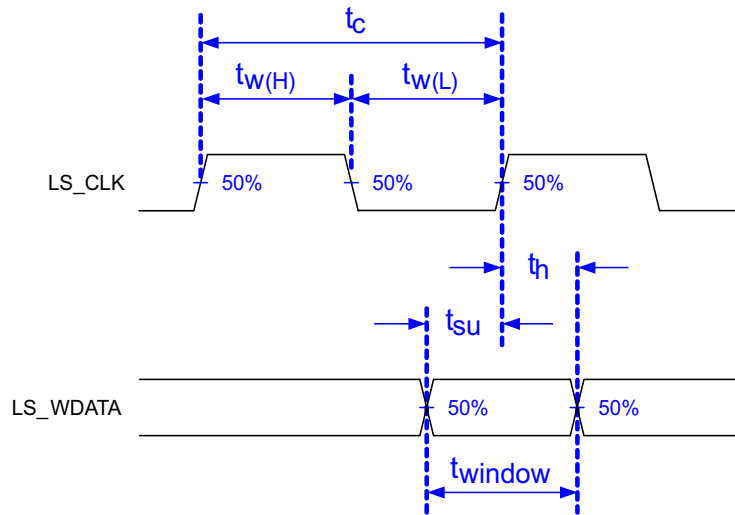 tc
tw(H) tw(L)
LS_CLK 50% 50% 50%
th
tsu
LS_WDATA 50% 50%
twindow